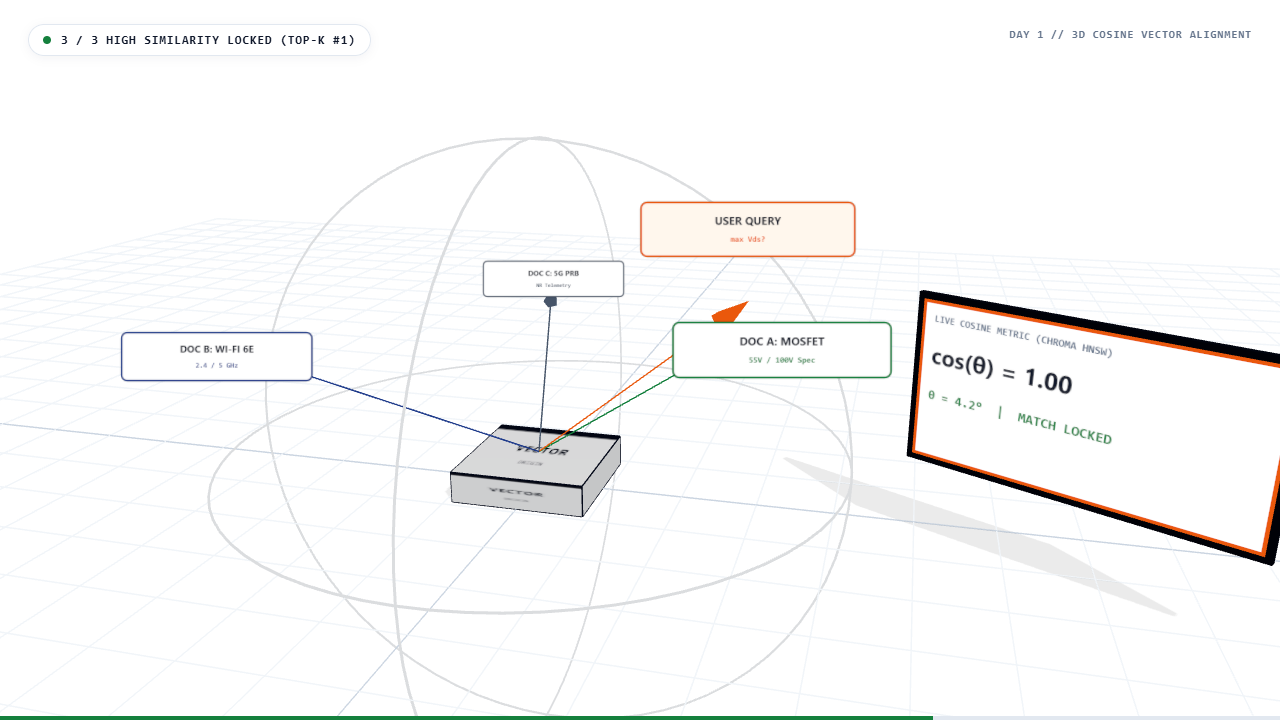 3 / 3 HIGH SIMILARITY LOCKED (TOP-K #1)
DAY 1 // 3D COSINE VECTOR ALIGNMENT
USER QUERY
max Vds?
DOC C: 5G PRB
NR Telemetry
DOC A: MOSFET
55V / 100V Spec
DOC B: WI-FI 6E
2.4 / 5 GHz
LIVE COSINE METRIC (CHROMA HNSW)
cos(θ) = 1.00
θ = 4.2° | MATCH LOCKED
VECTOR
VECTOR